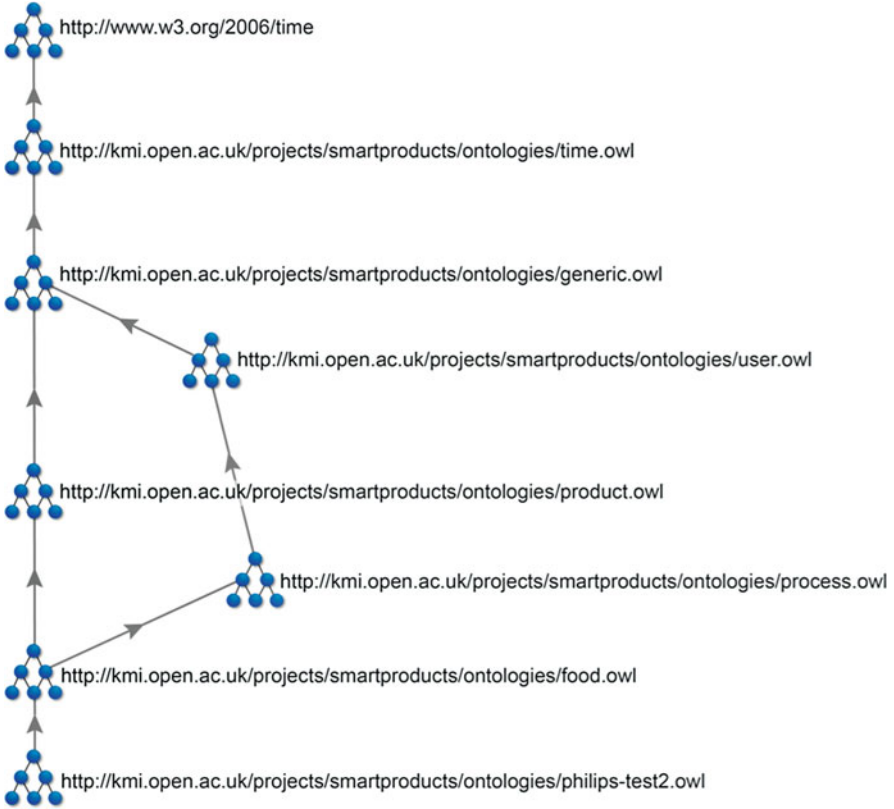 http://www.w3.org/2006/time
http://kmi.open.ac.uk/projects/smartproducts/ontologies/time.owl
http://kmi.open.ac.uk/projects/smartproducts/ontologies/generic.owl
http://kmi.open.ac.uk/projects/smartproducts/ontologies/user.owl
http://kmi.open.ac.uk/projects/smartproducts/ontologies/product.owl
http://kmi.open.ac.uk/projects/smartproducts/ontologies/process.owl
http://kmi.open.ac.uk/projects/smartproducts/ontologies/food.owl
http://kmi.open.ac.uk/projects/smartproducts/ontologies/philips-test2.owl